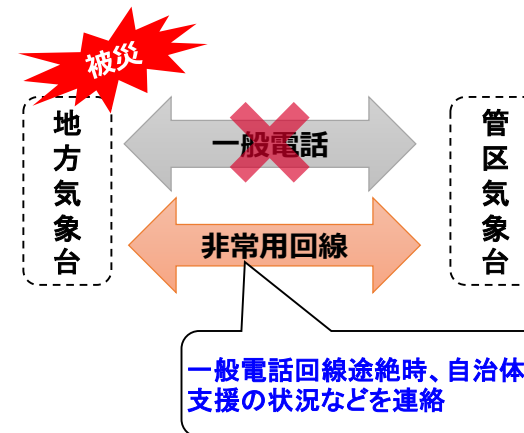 被災
地方気象台
一般電話
管区気象台
非常用回線
一般電話回線途絶時、自治体
支援の状況などを連絡